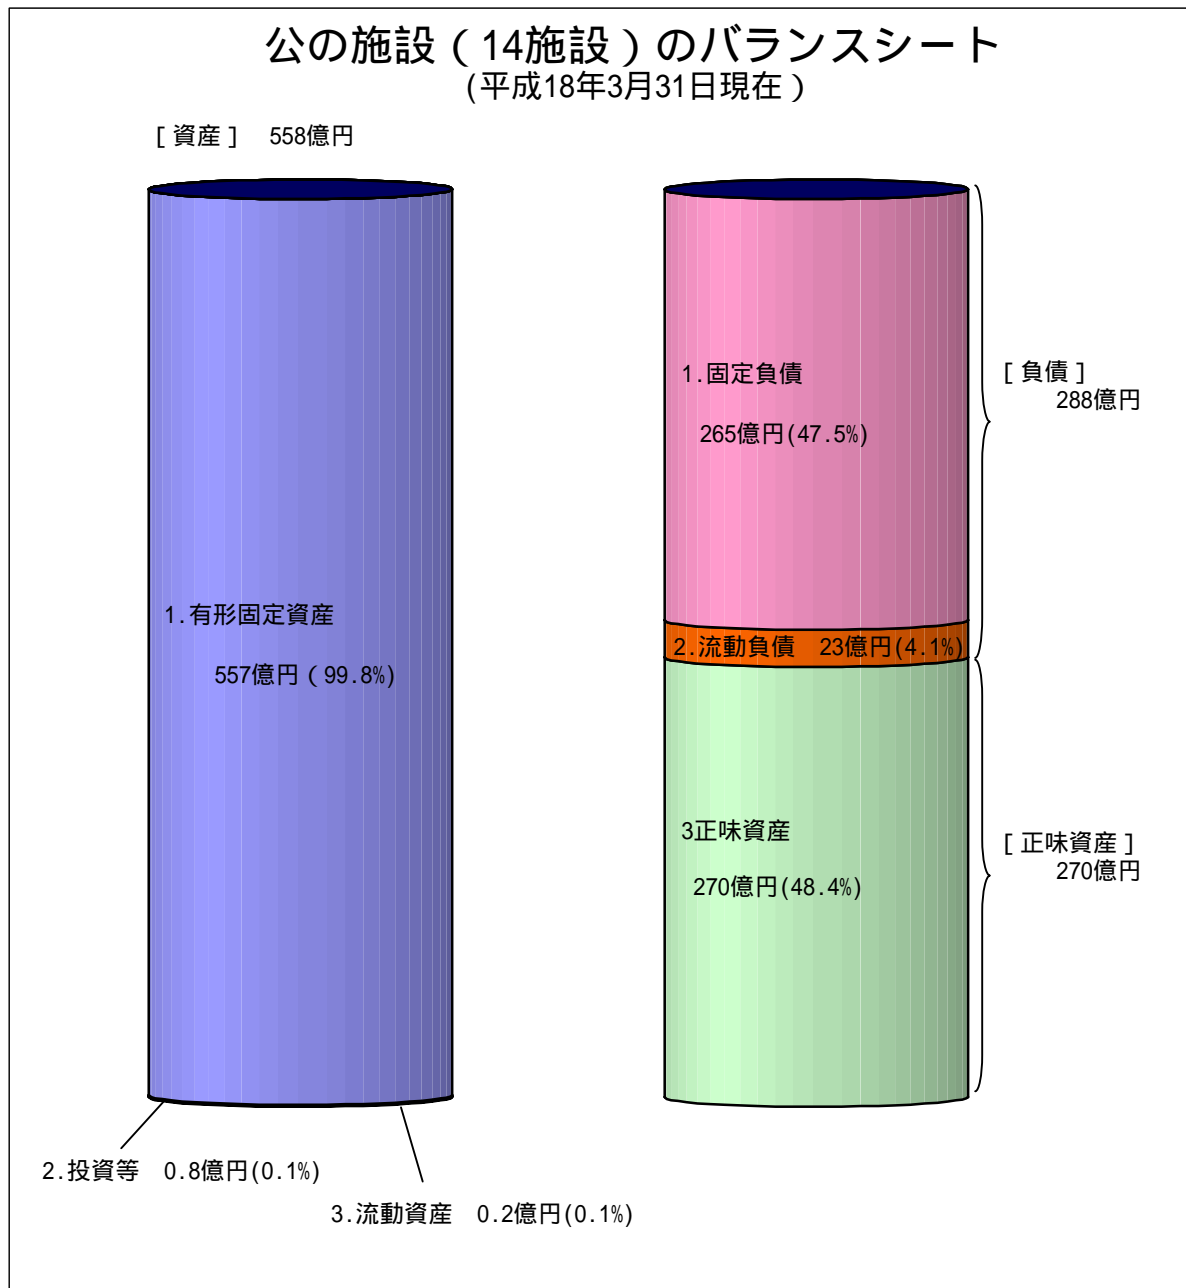 公の施設（14施設）のバランスシート
(平成18年3月31日現在）
[資産]　558億円
1.固定負債
265億円(47.5%)
[負債]
288億円
1.有形固定資産
557億円（99.8%)
2.流動負債　23億円(4.1%)
3正味資産
270億円(48.4%)
[正味資産]
270億円
2.投資等　0.8億円(0.1%)
3.流動資産　0.2億円(0.1%)